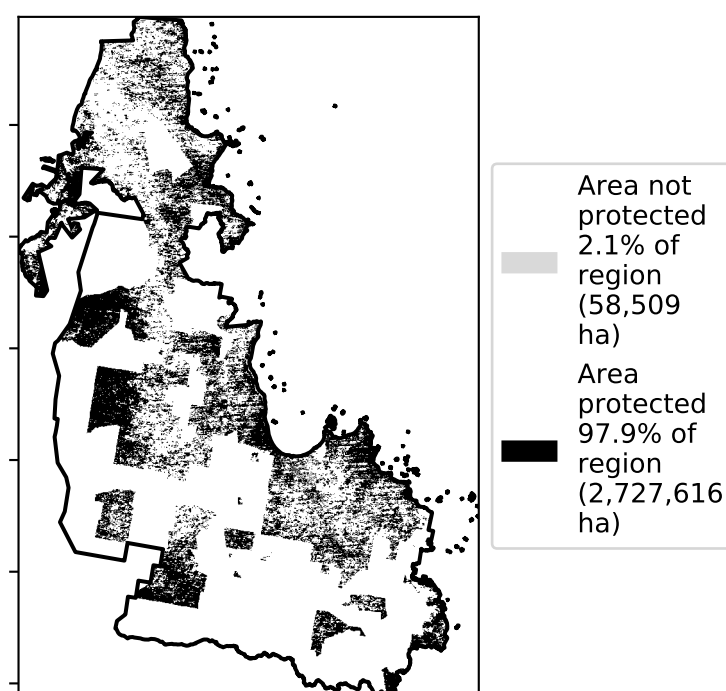 Area not
protected
2.1% of
region
(58,509
ha)
Area
protected
97.9% of
region
(2,727,616
ha)